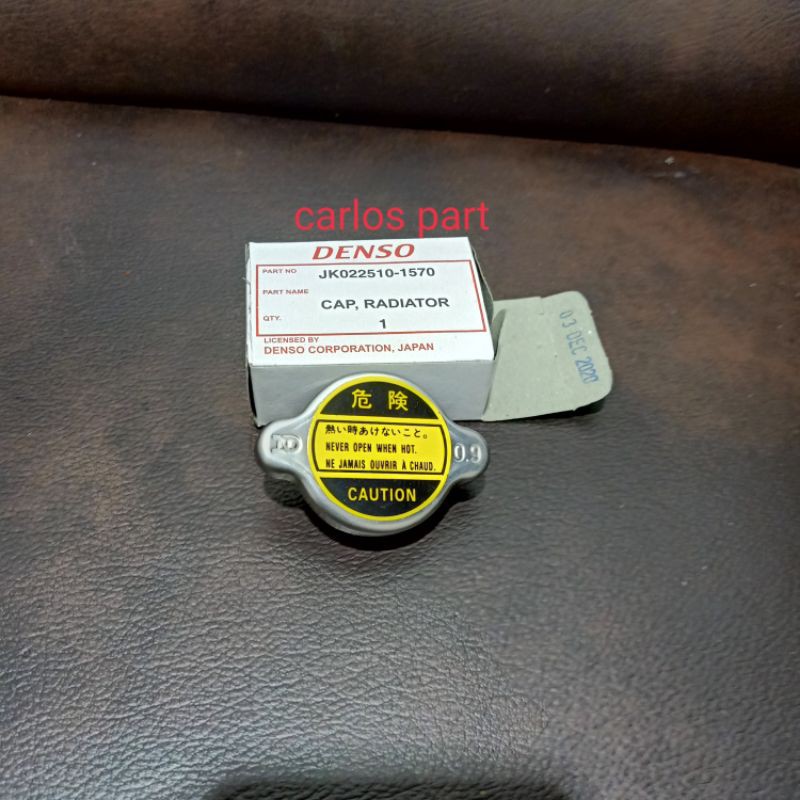 carlos part
DENSO
PART NO JK022510-1570
PART NAME CAP, RADIATOR
QTY. 1
LICENSED BY
DENSO CORPORATION, JAPAN
03 DEC 2020
危険
熱い時あけないこと。
NEVER OPEN WHEN HOT.
NE JAMAIS OUVRIR À CHAUD.
CAUTION
0.9